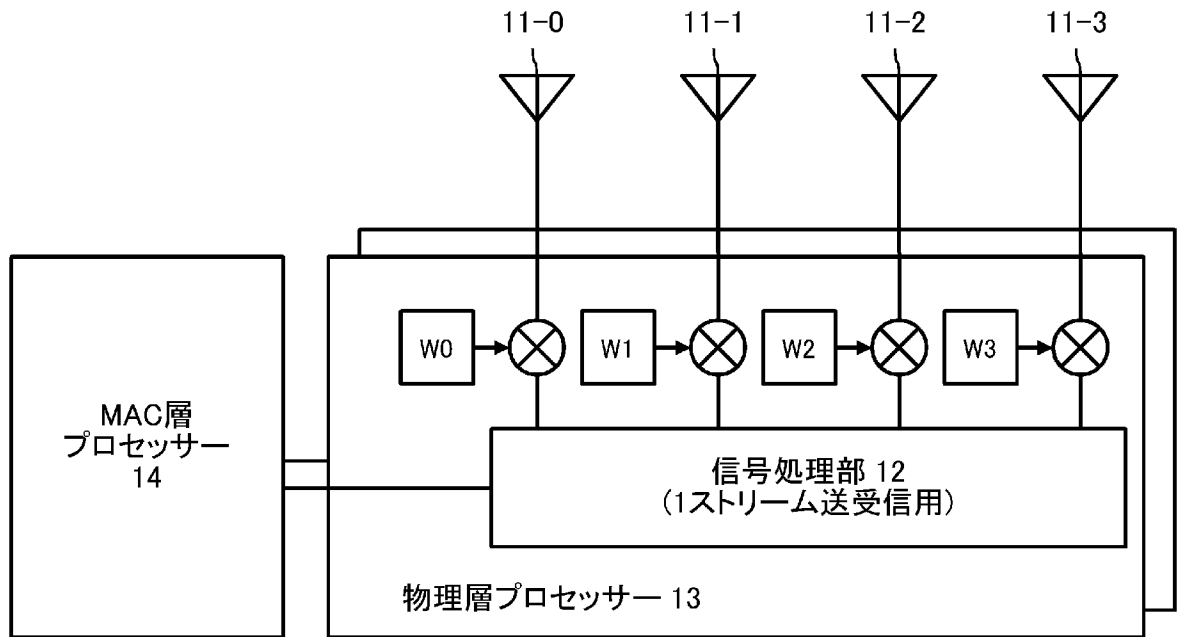 11-0 11-1 11-2 11-3
W0 W1 W2 W3
MAC層
プロセッサー
14
信号処理部 12
(1ストリーム送受信用)
物理層プロセッサー 13